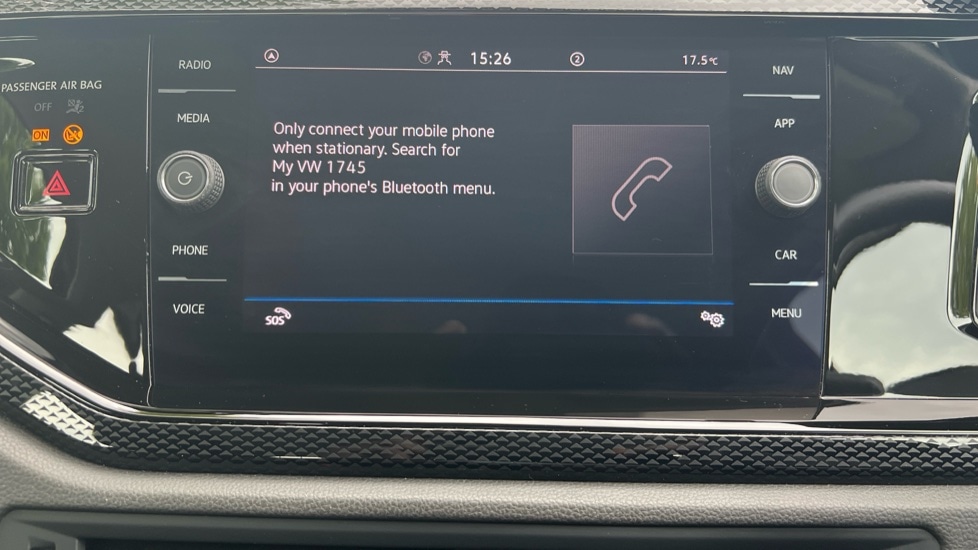 PASSENGER AIR BAG
OFF
ON
RADIO
MEDIA
PHONE
VOICE
15:26
2
17.5°C
Only connect your mobile phone
when stationary. Search for
My VW 1745
in your phone's Bluetooth menu.
SOS
NAV
APP
CAR
MENU